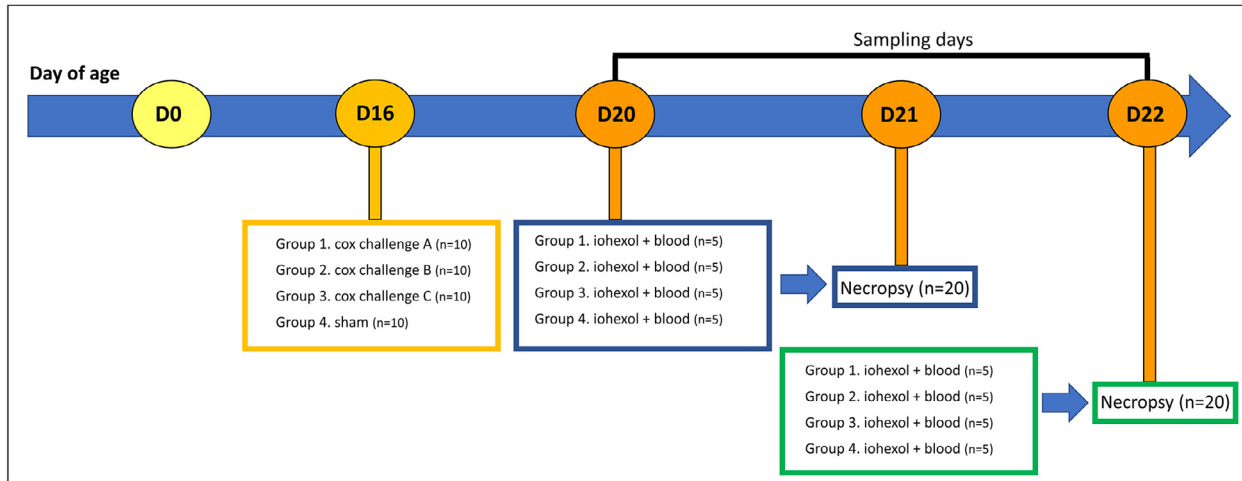 Sampling days
Day of age
D0
D16
D20
D21
D22
Group 1. cox challenge A (n=10)
Group 2. cox challenge B (n=10)
Group 3. cox challenge C (n=10)
Group 4. sham (n=10)
Group 1. iohexol + blood (n=5)
Group 2. iohexol + blood (n=5)
Group 3. iohexol + blood (n=5)
Group 4. iohexol + blood (n=5)
Necropsy (n=20)
Group 1. iohexol + blood (n=5)
Group 2. iohexol + blood (n=5)
Group 3. iohexol + blood (n=5)
Group 4. iohexol + blood (n=5)
Necropsy (n=20)